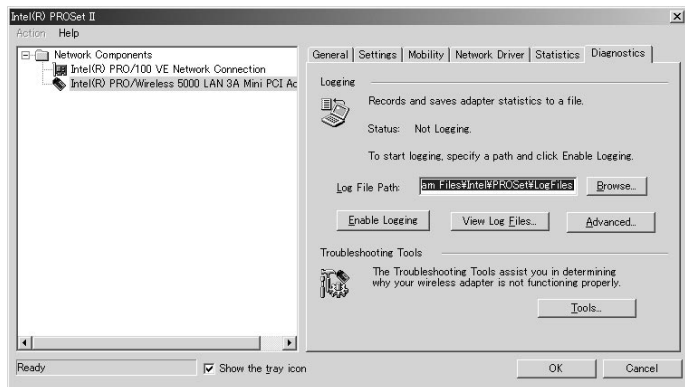 Intel(R) PROSet II
Action Help
Network Components
Intel(R) PRO/100 VE Network Connection
Intel(R) PRO/Wireless 5000 LAN 3A Mini PCI Ac
General Settings Mobility Network Driver Statistics Diagnostics
Logging
Records and saves adapter statistics to a file.
Status: Not Logging.
To start logging, specify a path and click Enable Logging.
Log File Path: am Files¥Intel¥PROSet¥LogFiles Browse...
Enable Logging View Log Files... Advanced...
Troubleshooting Tools
The Troubleshooting Tools assist you in determining
why your wireless adapter is not functioning properly.
Tools...
Ready Show the tray icon OK Cancel